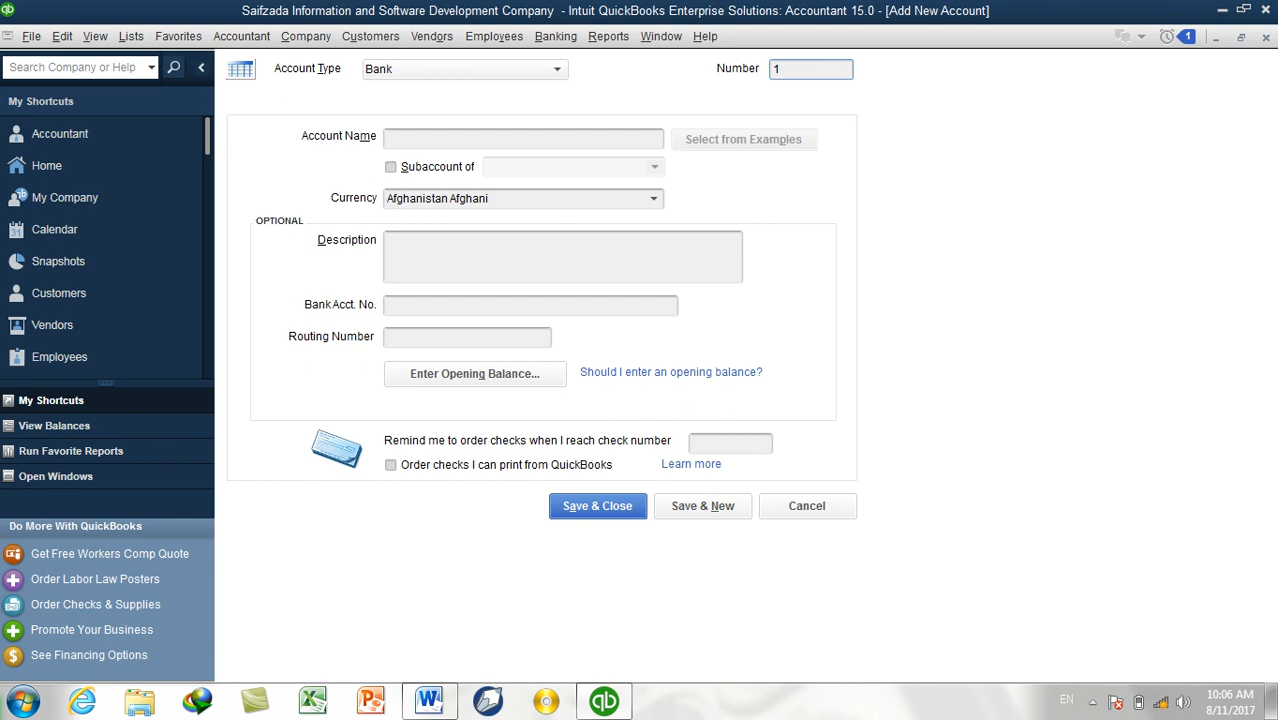 Saifzada Information and Software Development Company - Intuit QuickBooks Enterprise Solutions: Accountant 15.0 - [Add New Account]
File Edit View Lists Favorites Accountant Company Customers Vendors Employees Banking Reports Window Help
1
Search Company or Help
My Shortcuts
Accountant
Home
My Company
31
Calendar
Snapshots
Customers
Vendors
Employees
My Shortcuts
View Balances
Run Favorite Reports
Open Windows
Do More With QuickBooks
Get Free Workers Comp Quote
Order Labor Law Posters
Order Checks & Supplies
Promote Your Business
See Financing Options
Account Type Bank Number 1
Account Name Select from Examples
Subaccount of
Currency Afghanistan Afghani
OPTIONAL
Description
Bank Acct. No.
Routing Number
Enter Opening Balance... Should I enter an opening balance?
Remind me to order checks when I reach check number
Order checks I can print from QuickBooks Learn more
Save & Close Save & New Cancel
EN
10:06 AM
8/11/2017